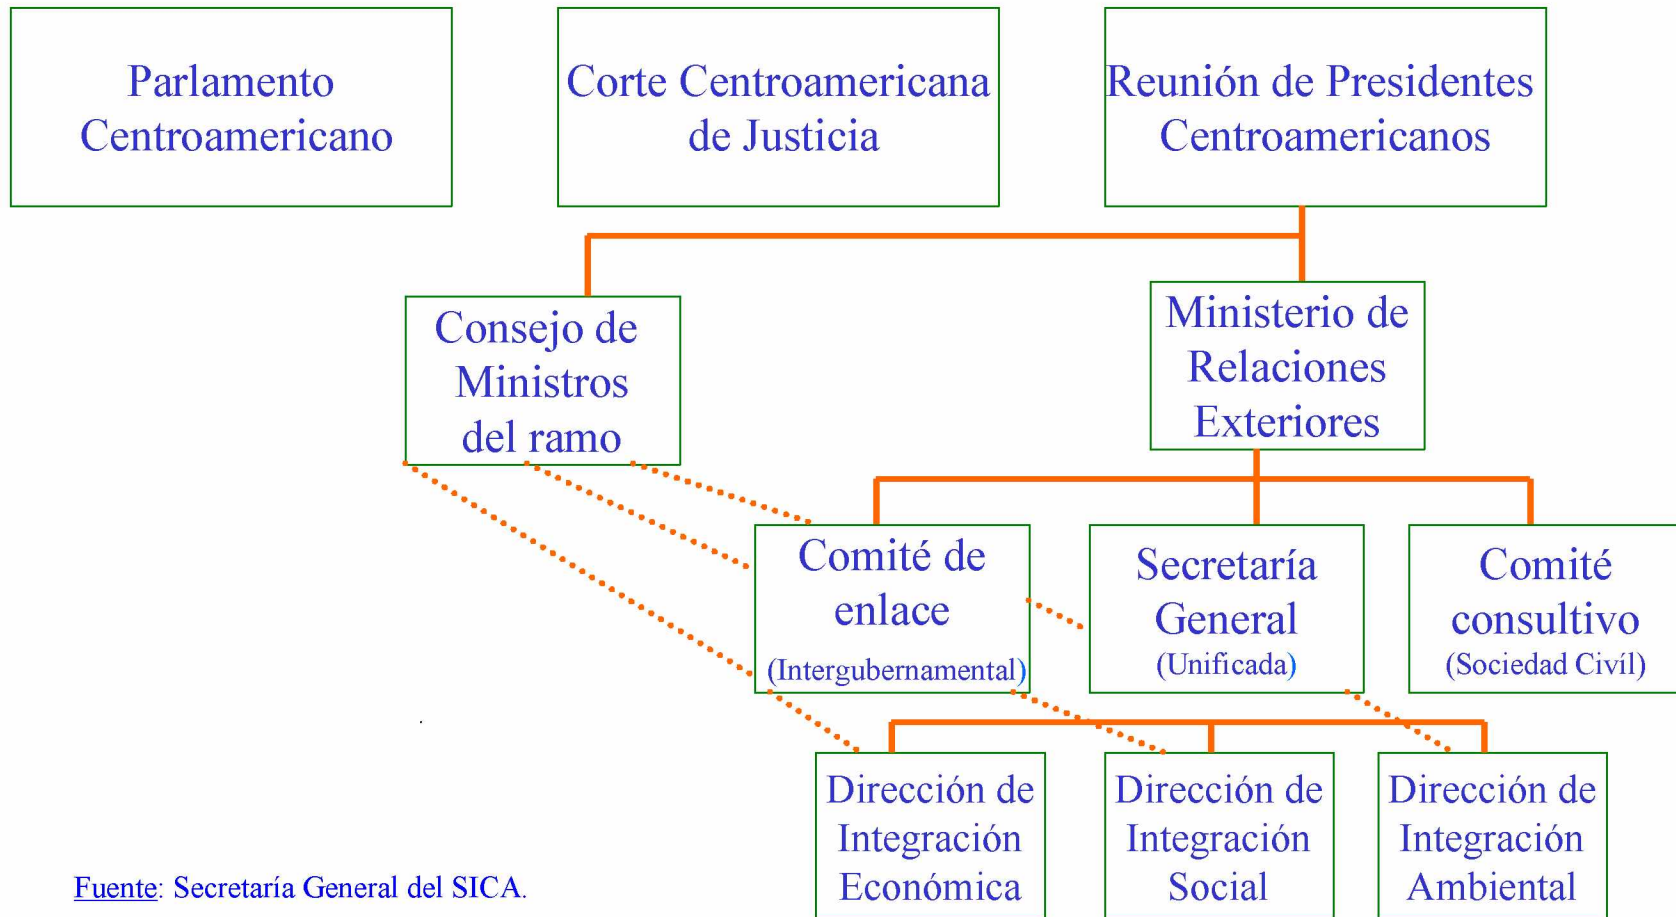 Parlamento
Centroamericano
Corte Centroamericana
de Justicia
Reunión de Presidentes
Centroamericanos
Consejo de
Ministros
del ramo
Ministerio de
Relaciones
Exteriores
Comité de
enlace
(Intergubernamental)
Secretaría
General
(Unificada)
Comité
consultivo
(Sociedad Civíl)
Dirección de
Integración
Económica
Dirección de
Integración
Social
Dirección de
Integración
Ambiental
Fuente: Secretaría General del SICA.